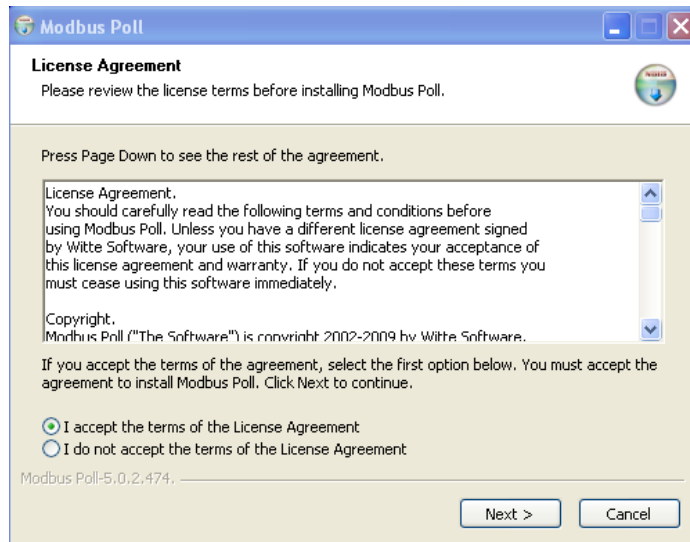 Modbus Poll
License Agreement
Please review the license terms before installing Modbus Poll.
Press Page Down to see the rest of the agreement.
License Agreement.
You should carefully read the following terms and conditions before
using Modbus Poll. Unless you have a different license agreement signed
by Witte Software, your use of this software indicates your acceptance of
this license agreement and warranty. If you do not accept these terms you
must cease using this software immediately.
Copyright.
Modbus Poll ("The Software") is copyright 2002-2009 by Witte Software.
If you accept the terms of the agreement, select the first option below. You must accept the
agreement to install Modbus Poll. Click Next to continue.
I accept the terms of the License Agreement
I do not accept the terms of the License Agreement
Modbus Poll-5.0.2.474.
Next >
Cancel